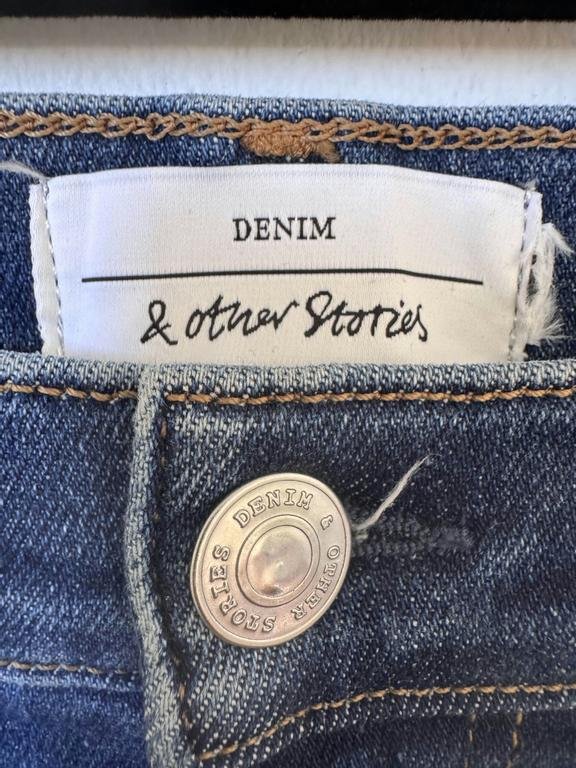 DENIM
& other Stories
DENIM & OTHER STORIES